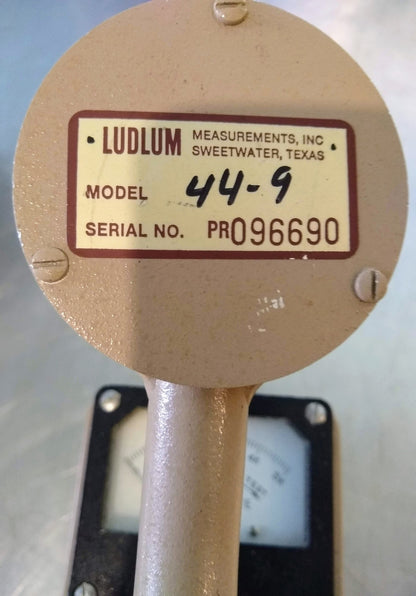 LUDLUM MEASUREMENTS, INC
SWEETWATER, TEXAS
MODEL 44-9
SERIAL NO. PR096690